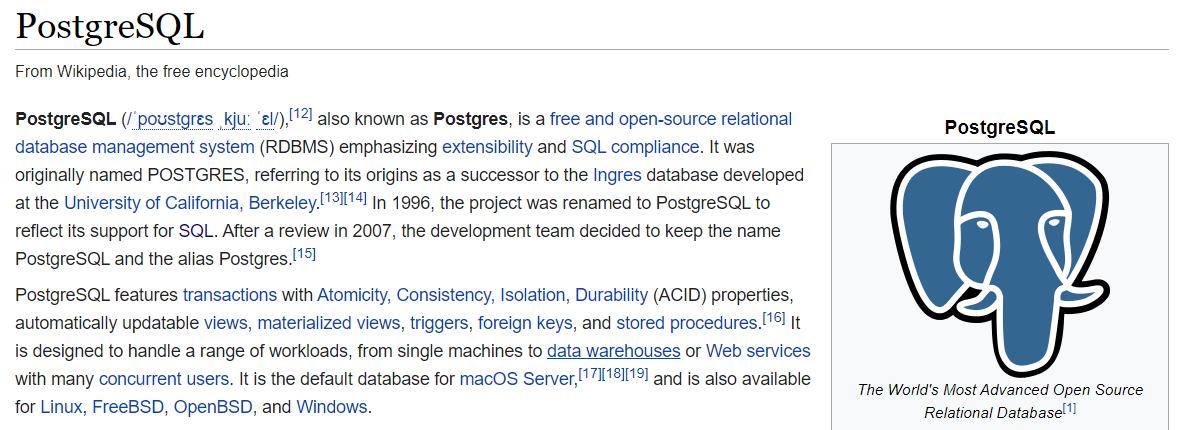 PostgreSQL
From Wikipedia, the free encyclopedia
PostgreSQL (/ˈpoʊstɡrɛs ˌkjuː ˈɛl/),[12] also known as Postgres, is a free and open-source relational
database management system (RDBMS) emphasizing extensibility and SQL compliance. It was
originally named POSTGRES, referring to its origins as a successor to the Ingres database developed
at the University of California, Berkeley.[13][14] In 1996, the project was renamed to PostgreSQL to
reflect its support for SQL. After a review in 2007, the development team decided to keep the name
PostgreSQL and the alias Postgres.[15]
PostgreSQL features transactions with Atomicity, Consistency, Isolation, Durability (ACID) properties,
automatically updatable views, materialized views, triggers, foreign keys, and stored procedures.[16] It
is designed to handle a range of workloads, from single machines to data warehouses or Web services
with many concurrent users. It is the default database for macOS Server,[17][18][19] and is also available
for Linux, FreeBSD, OpenBSD, and Windows.
PostgreSQL
The World's Most Advanced Open Source
Relational Database[1]